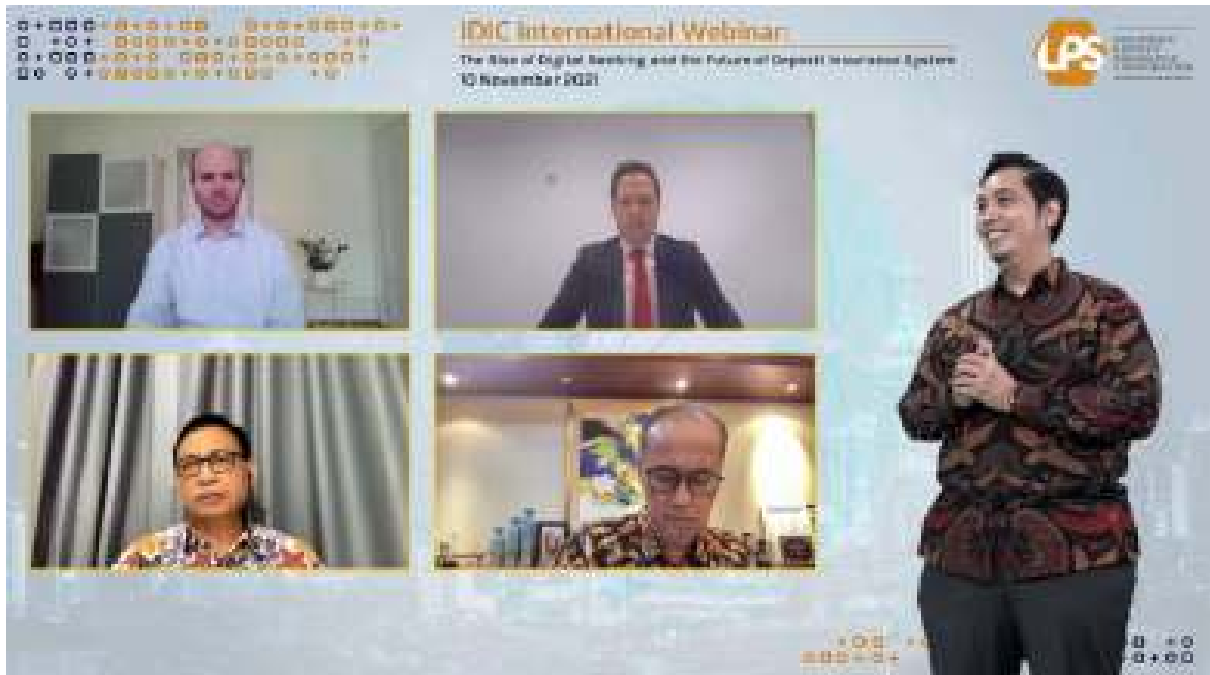 IDIC International Webinar:
The Rise of Digital Banking and the Future of Deposit Insurance System
10 November 2021
LPS